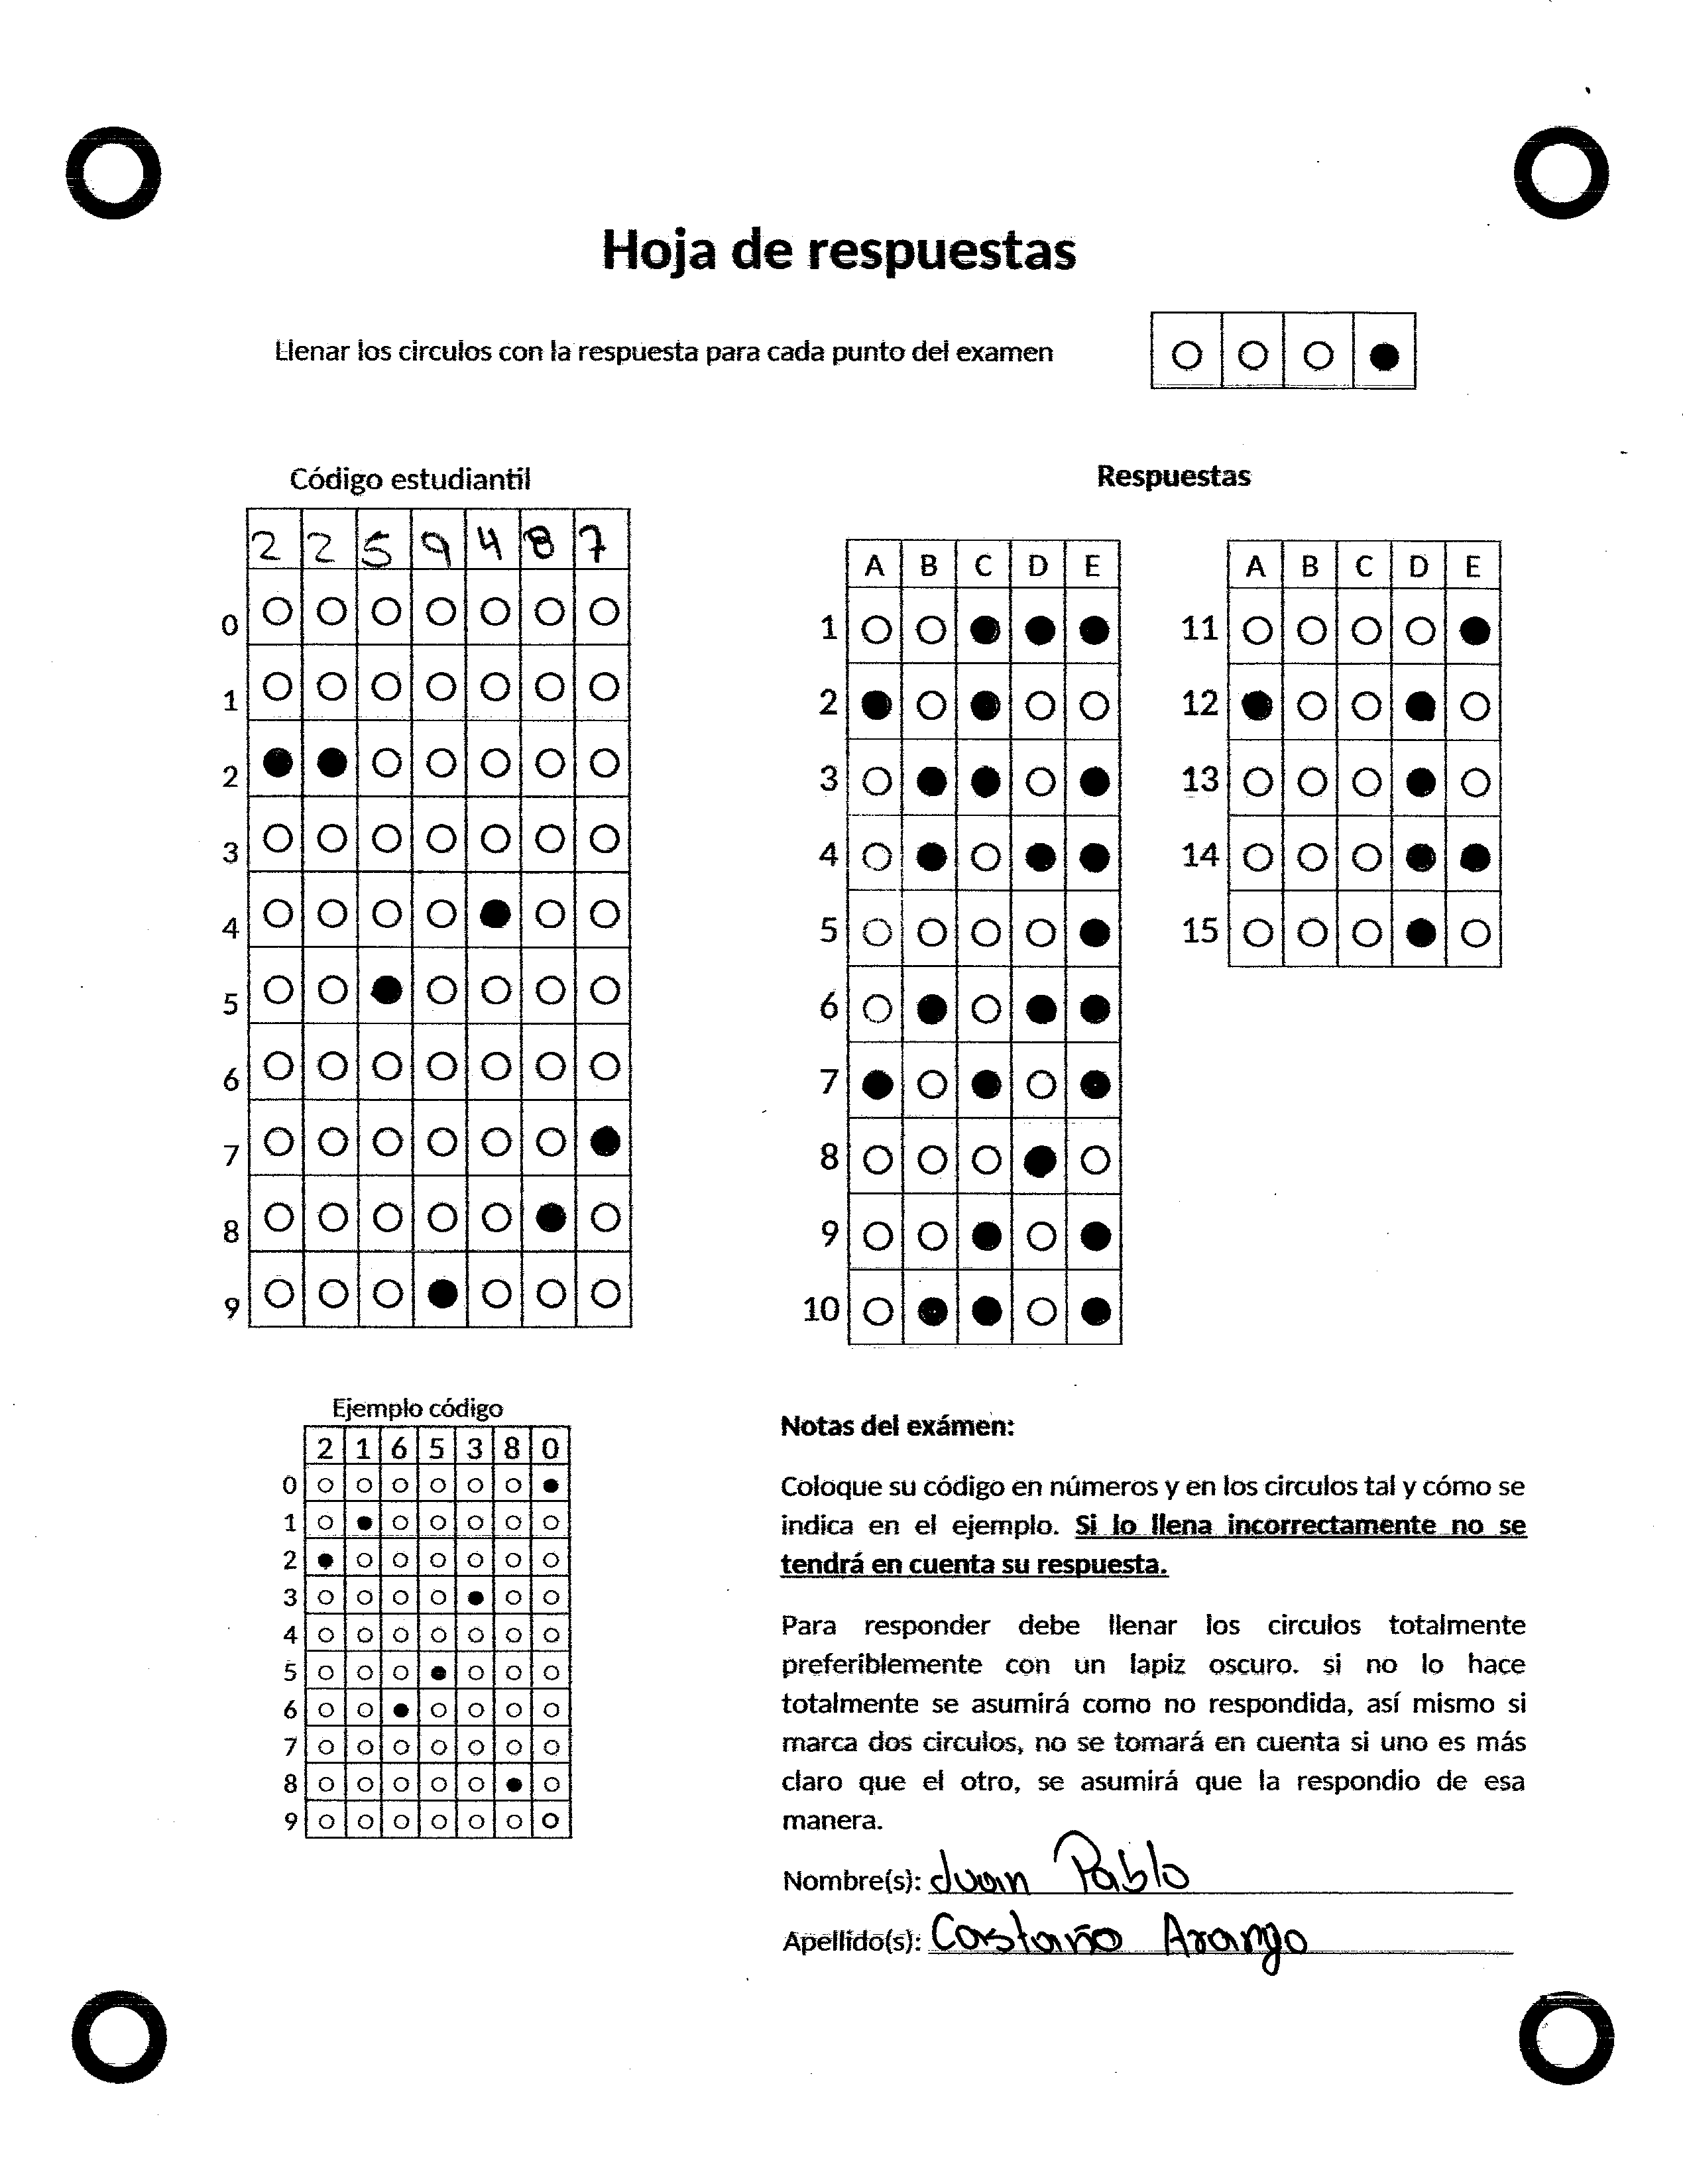 Hoja de respuestas
Llenar los circulos con la respuesta para cada punto del examen
Código estudiantil
2 2 5 9 4 8 7
0
1
2
3
4
5
6
7
8
9
Respuestas
A B C D E
1
2
3
4
5
6
7
8
9
10
A B C D E
11
12
13
14
15
Ejemplo código
2 1 6 5 3 8 0
0
1
2
3
4
5
6
7
8
9
Notas del exámen:
Coloque su código en números y en los circulos tal y cómo se
indica en el ejemplo. Si lo llena incorrectamente no se
tendrá en cuenta su respuesta.
Para responder debe llenar los circulos totalmente
preferiblemente con un lapiz oscuro. si no lo hace
totalmente se asumirá como no respondida, así mismo si
marca dos circulos, no se tomará en cuenta si uno es más
claro que el otro, se asumirá que la respondio de esa
manera.
Nombre(s): Juan Pablo
Apellido(s): Castaño Arango